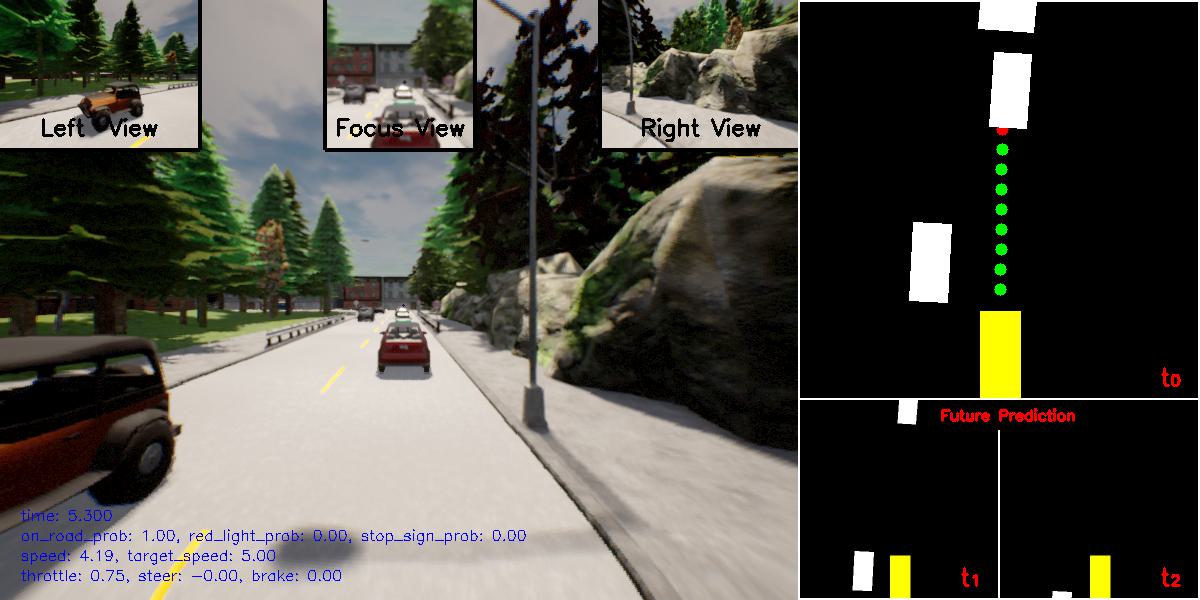 Left View
Focus View
Right View
t0
Future Prediction
t1
t2
time: 5.300
on_road_prob: 1.00, red_light_prob: 0.00, stop_sign_prob: 0.00
speed: 4.19, target_speed: 5.00
throttle: 0.75, steer: −0.00, brake: 0.00